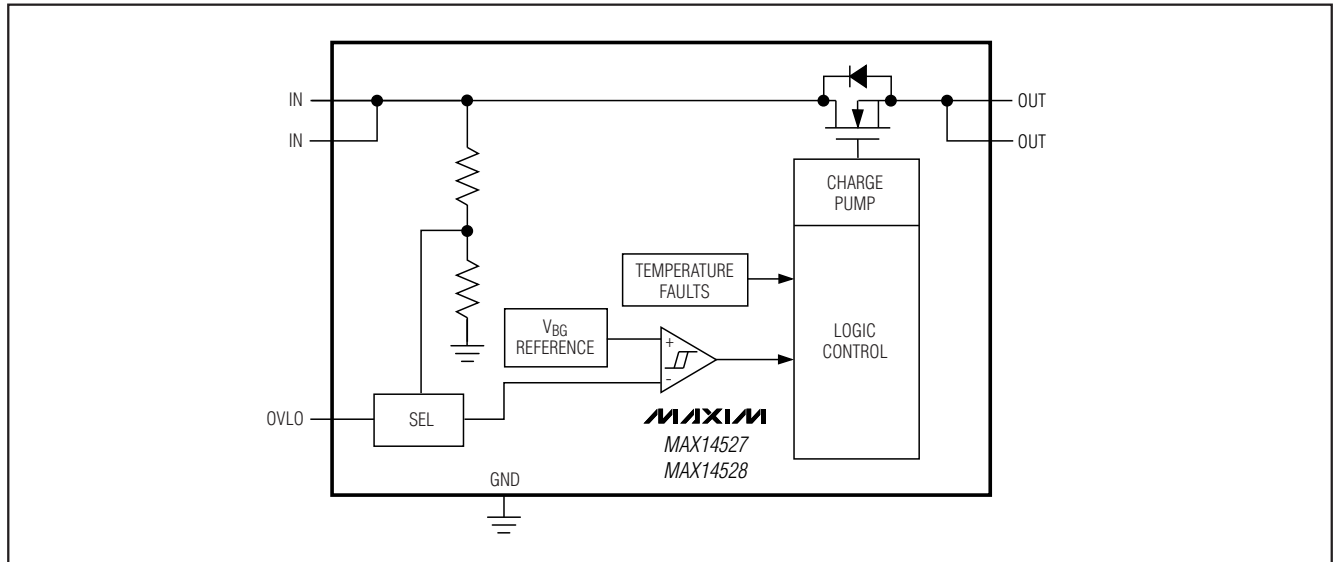 IN
OUT
IN
OUT
CHARGE
PUMP
TEMPERATURE
FAULTS
VBG
REFERENCE
+
-
LOGIC
CONTROL
OVLO
SEL
MAXIM
MAX14527
MAX14528
GND